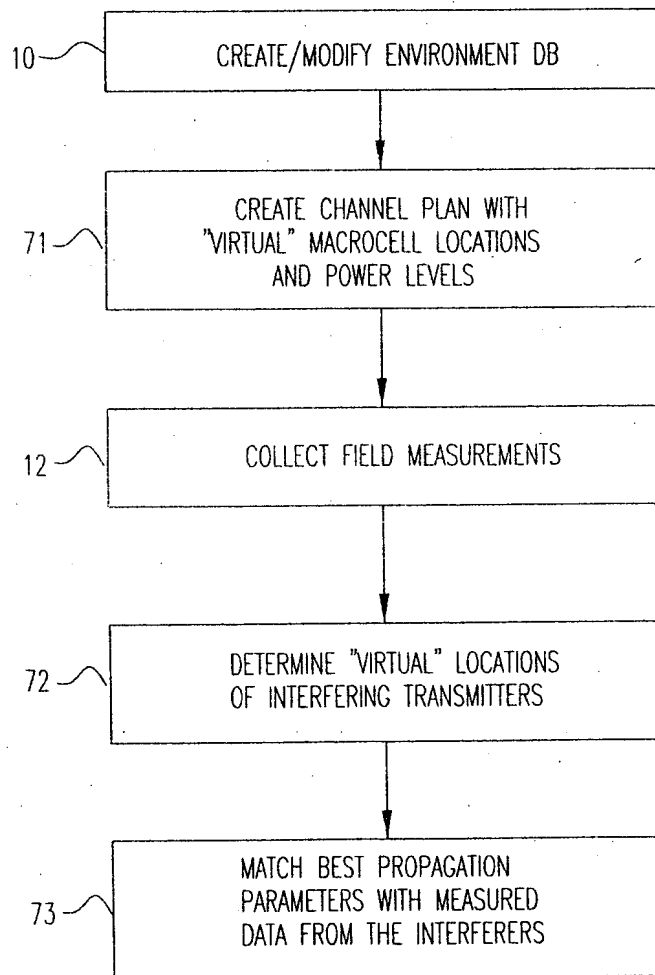 10
CREATE/MODIFY ENVIRONMENT DB
71
CREATE CHANNEL PLAN WITH
"VIRTUAL" MACROCELL LOCATIONS
AND POWER LEVELS
12
COLLECT FIELD MEASUREMENTS
72
DETERMINE "VIRTUAL" LOCATIONS
OF INTERFERING TRANSMITTERS
73
MATCH BEST PROPAGATION
PARAMETERS WITH MEASURED
DATA FROM THE INTERFERERS